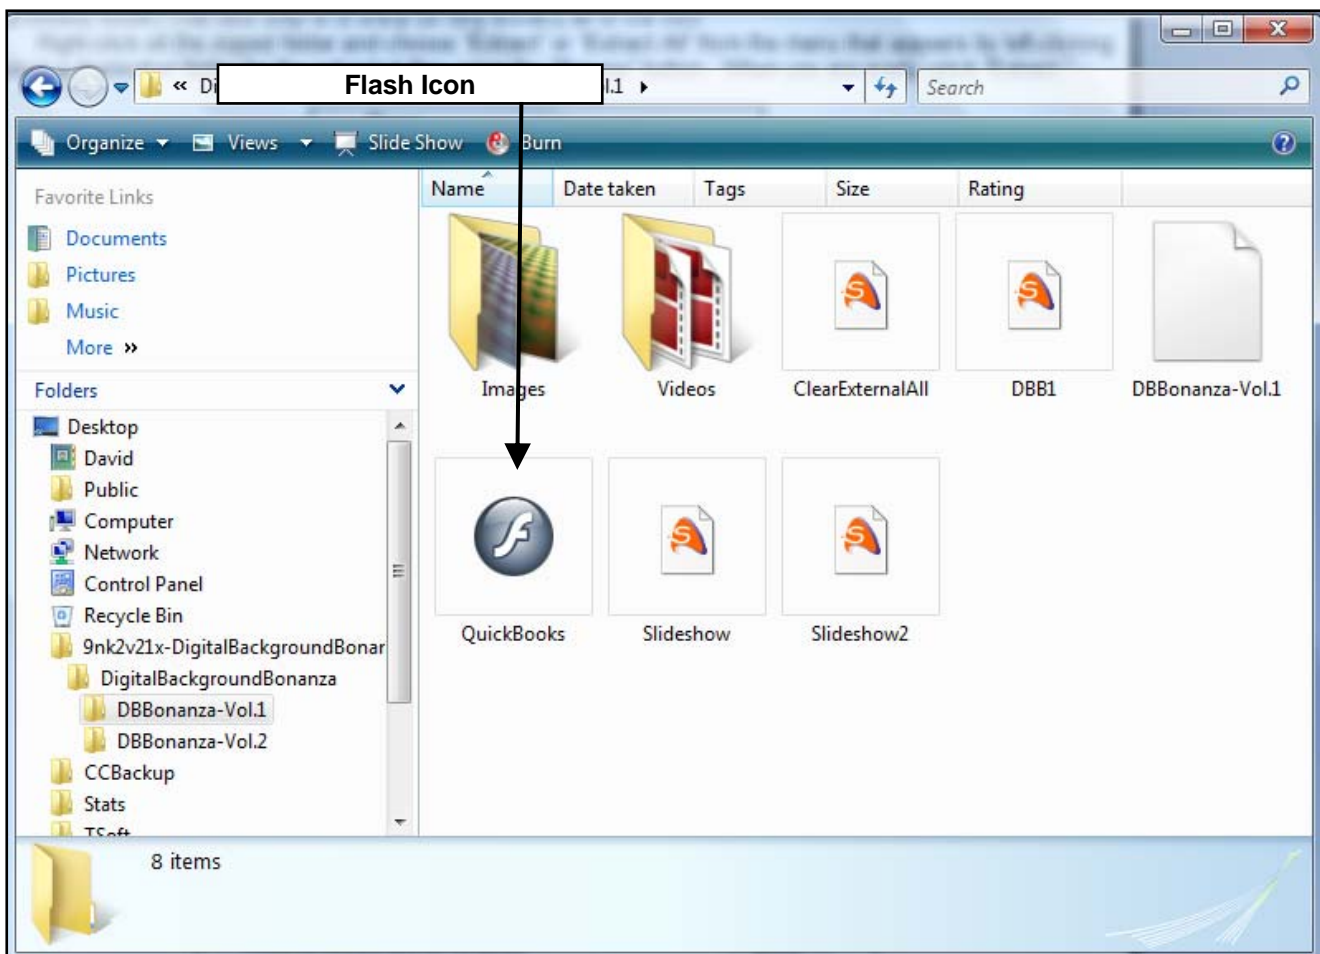 « Di
Flash Icon
l.1
Search
Organize Views Slide Show Burn
Favorite Links
Documents
Pictures
Music
More »
Folders
Desktop
David
Public
Computer
Network
Control Panel
Recycle Bin
9nk2v21x-DigitalBackgroundBonar
DigitalBackgroundBonanza
DBBonanza-Vol.1
DBBonanza-Vol.2
CCBackup
Stats
TSoft
Name Date taken Tags Size Rating
Images Videos ClearExternalAll DBB1 DBBonanza-Vol.1
QuickBooks Slideshow Slideshow2
8 items